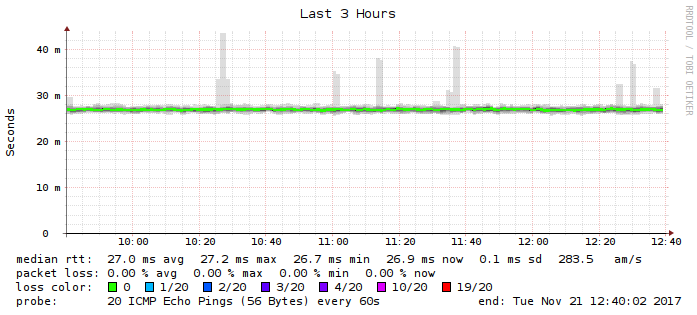 Last 3 Hours
RRDTOOL / TOBI OETIKER
Seconds
40 m
30 m
20 m
10 m
0
10:00 10:20 10:40 11:00 11:20 11:40 12:00 12:20 12:40
median rtt: 27.0 ms avg 27.2 ms max 26.7 ms min 26.9 ms now 0.1 ms sd 283.5 am/s
packet loss: 0.00 % avg 0.00 % max 0.00 % min 0.00 % now
loss color: 0 1/20 2/20 3/20 4/20 10/20 19/20
probe: 20 ICMP Echo Pings (56 Bytes) every 60s end: Tue Nov 21 12:40:02 2017